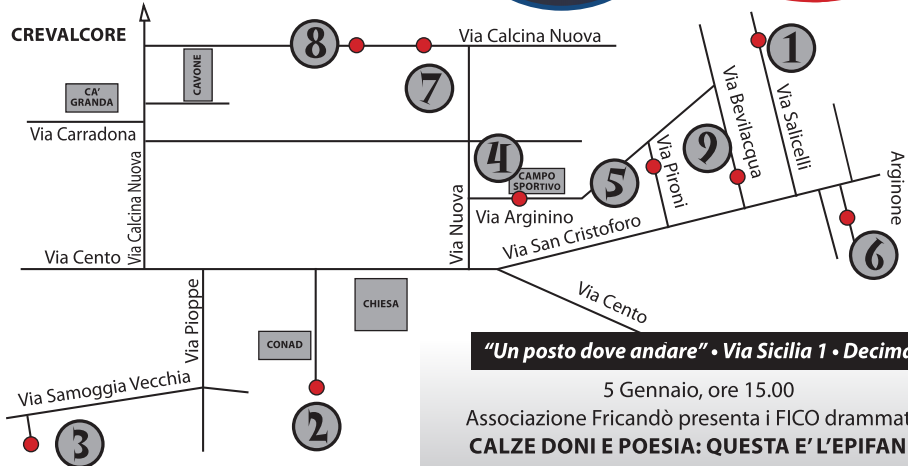 CREVALCORE
8
Via Calcina Nuova
1
CAVONE
CA'
GRANDA
7
Via Carradona
Via Calcina Nuova
4
CAMPO
SPORTIVO
5
Via Pironi
9
Via Bevilacqua
Via Salicelli
Arginone
Via Nuova
Via Arginino
Via San Cristoforo
6
Via Cento
Via Pioppe
CHIESA
Via Cento
CONAD
Via Samoggia Vecchia
2
3
“Un posto dove andare” • Via Sicilia 1 • Decima
5 Gennaio, ore 15.00
Associazione Fricandò presenta i FICO drammat
CALZE DONI E POESIA: QUESTA E’ L’EPIFAN